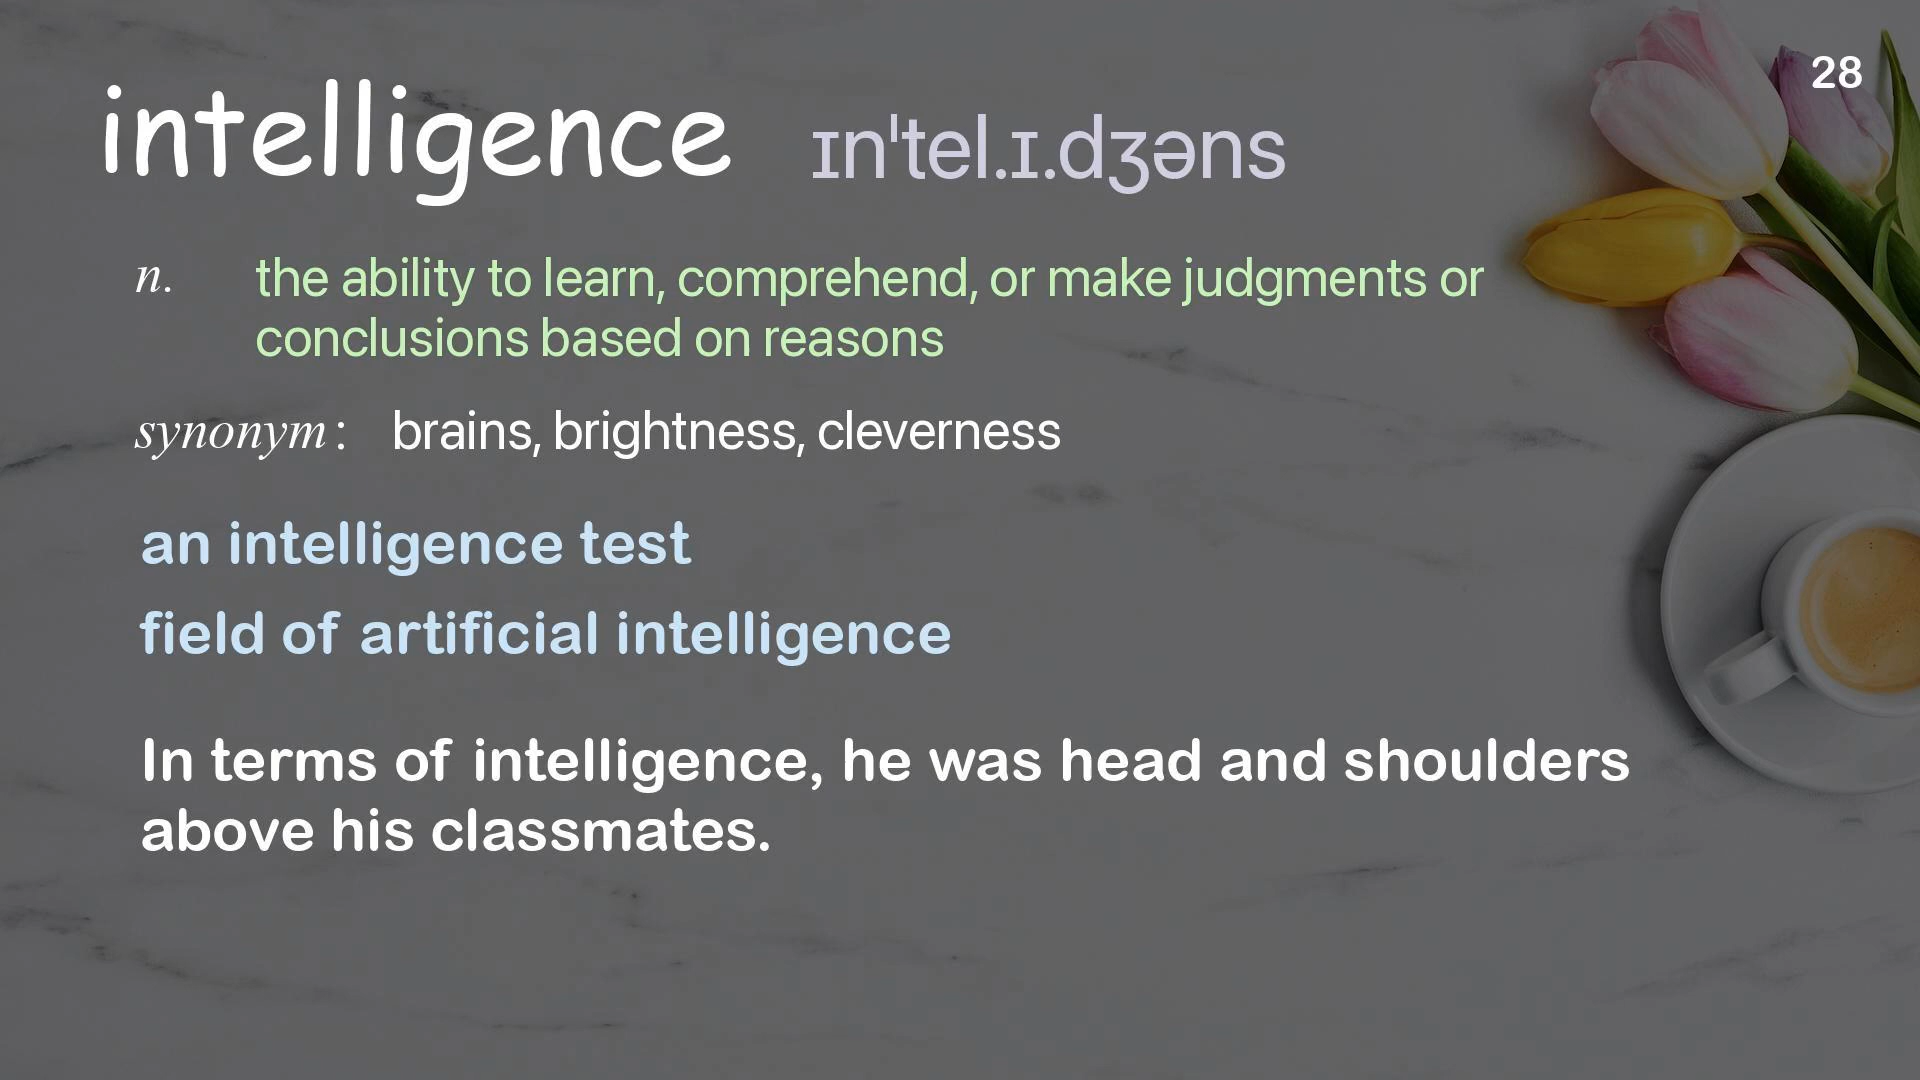 28
intelligence ɪn'tel.ɪ.dʒəns
n. the ability to learn, comprehend, or make judgments or
conclusions based on reasons
synonym: brains, brightness, cleverness
an intelligence test
field of artificial intelligence
In terms of intelligence, he was head and shoulders
above his classmates.